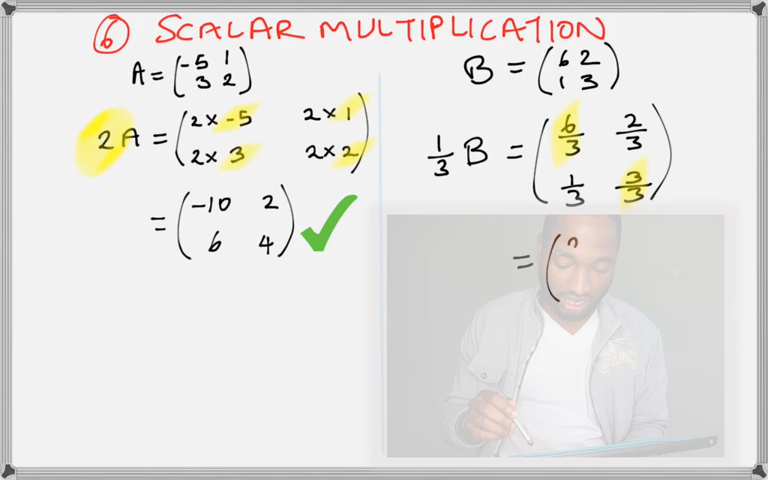 ⑥ SCALAR MULTIPLICATION
A = (-5 1
3 2)
2A = (2 x -5 2 x 1
2 x 3 2 x 2)
= (-10 2
6 4)
B = (6 2
1 3)
1/3 B = (6/3 2/3
1/3 3/3)
= (